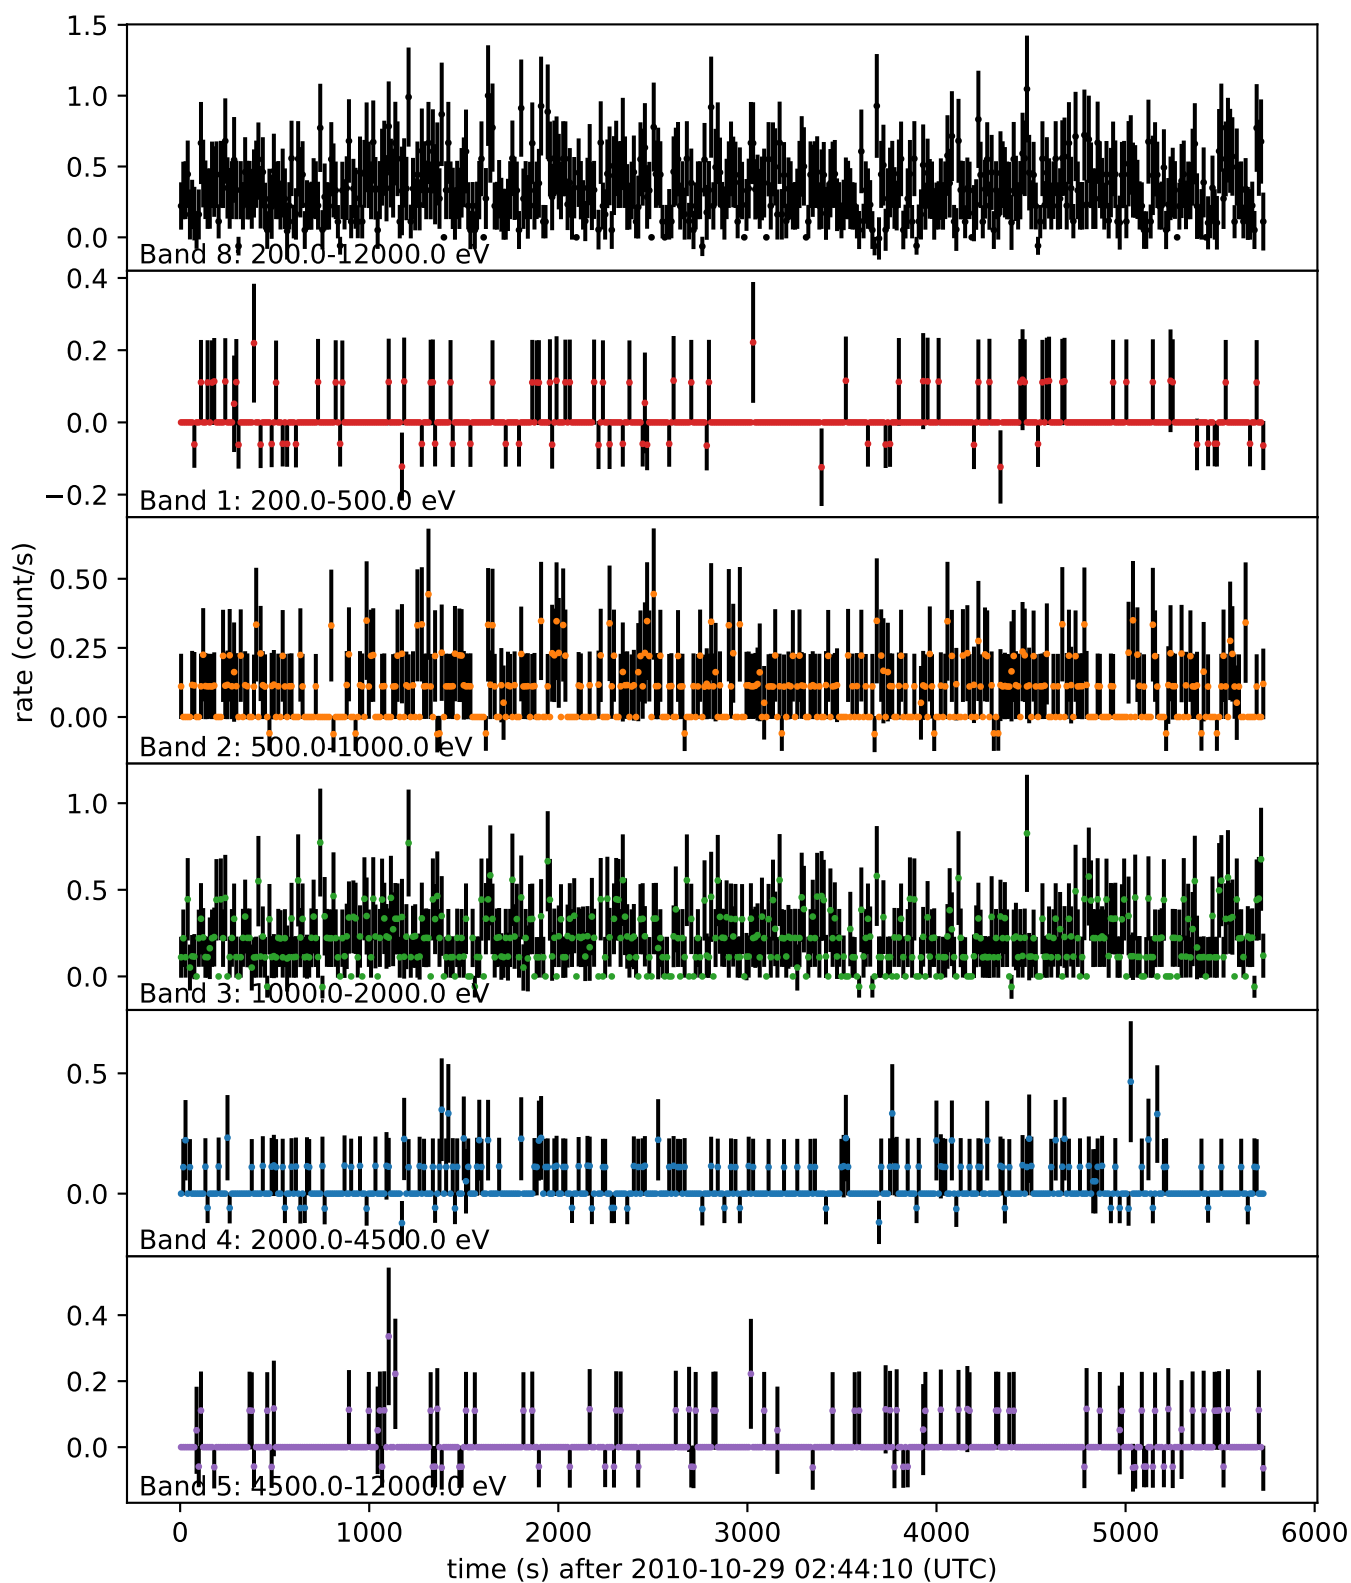 1.5
1.0
0.5
0.0
Band 8: 200.0-12000.0 eV
0.4
0.2
0.0
−0.2
Band 1: 200.0-500.0 eV
rate (count/s)
0.50
0.25
0.00
Band 2: 500.0-1000.0 eV
1.0
0.5
0.0
Band 3: 1000.0-2000.0 eV
0.5
0.0
Band 4: 2000.0-4500.0 eV
0.4
0.2
0.0
Band 5: 4500.0-12000.0 eV
0 1000 2000 3000 4000 5000 6000
time (s) after 2010-10-29 02:44:10 (UTC)